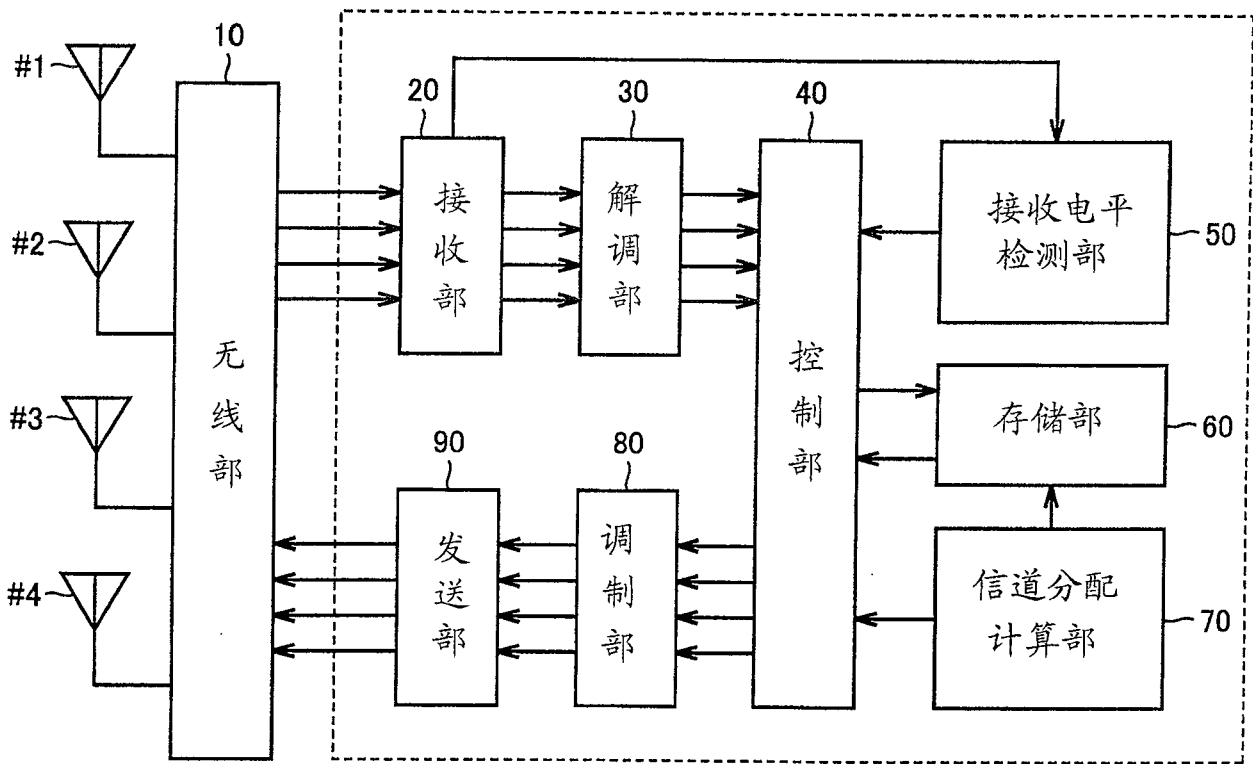 #1
#2
#3
#4
10
无线部
20
接收部
30
解调部
40
控制部
接收电平
检测部
50
存储部
60
信道分配
计算部
70
80
调制部
90
发送部